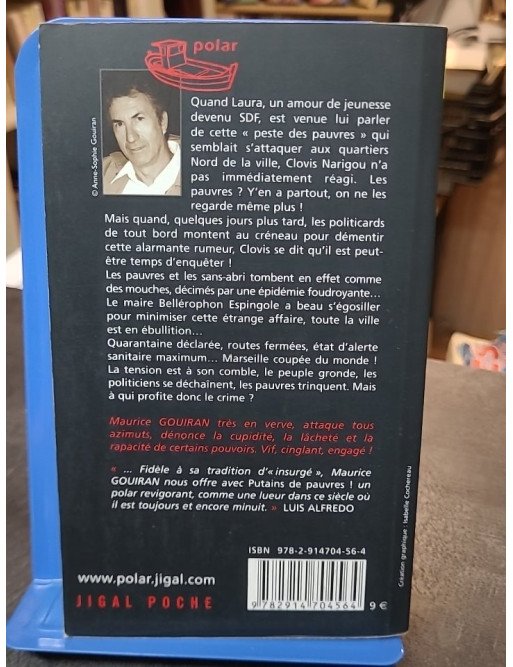 polar
© Anne-Sophie Gouiran
Quand Laura, un amour de jeunesse
devenu SDF, est venue lui parler
de cette « peste des pauvres » qui
semblait s'attaquer aux quartiers
Nord de la ville, Clovis Narigou n'a
pas immédiatement réagi. Les
pauvres ? Y'en a partout, on ne les
regarde même plus !
Mais quand, quelques jours plus tard, les politicards
de tout bord montent au créneau pour démentir
cette alarmante rumeur, Clovis se dit qu'il est peut-
être temps d'enquêter !
Les pauvres et les sans-abri tombent en effet comme
des mouches, décimés par une épidémie foudroyante...
Le maire Bellérophon Espingole a beau s'égosiller
pour minimiser cette étrange affaire, toute la ville
est en ébullition...
Quarantaine déclarée, routes fermées, état d'alerte
sanitaire maximum... Marseille coupée du monde !
La tension est à son comble, le peuple gronde, les
politiciens se déchaînent, les pauvres trinquent. Mais
à qui profite donc le crime ?
Maurice GOUIRAN très en verve, attaque tous
azimuts, dénonce la cupidite, la lâcheté et la
rapacité de certains pouvoirs. Vif, cinglant, engagé !
« ... Fidèle à sa tradition d'« insurgé », Maurice
GOUIRAN nous offre avec Putains de pauvres ! un
polar revigorant, comme une lueur dans ce siècle où
il est toujours et encore minuit. » LUIS ALFREDO
Création graphique : Isabelle Cochereau
ISBN 978-2-914704-56-4
www.polar.jigal.com
JIGAL POCHE
9 782914 704564
9 €